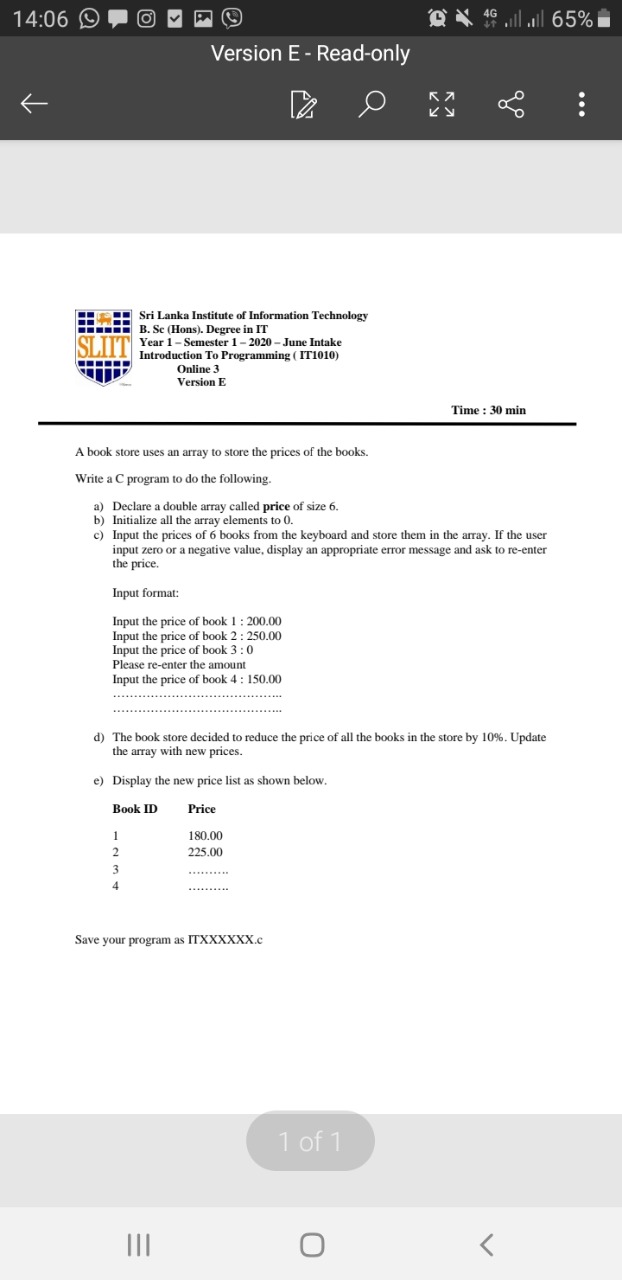 14:06
4G
65%
Version E - Read-only
SLIIT
Sri Lanka Institute of Information Technology
B. Sc (Hons). Degree in IT
Year 1 – Semester 1 – 2020 – June Intake
Introduction To Programming ( IT1010)
Online 3
Version E
Time : 30 min
A book store uses an array to store the prices of the books.
Write a C program to do the following.
a) Declare a double array called price of size 6.
b) Initialize all the array elements to 0.
c) Input the prices of 6 books from the keyboard and store them in the array. If the user
input zero or a negative value, display an appropriate error message and ask to re-enter
the price.
Input format:
Input the price of book 1 : 200.00
Input the price of book 2 : 250.00
Input the price of book 3 : 0
Please re-enter the amount
Input the price of book 4 : 150.00
……………………………………..
……………………………………..
d) The book store decided to reduce the price of all the books in the store by 10%. Update
the array with new prices.
e) Display the new price list as shown below.
Book ID Price
1 180.00
2 225.00
3 ……….
4 ……….
Save your program as ITXXXXXX.c
1 of 1